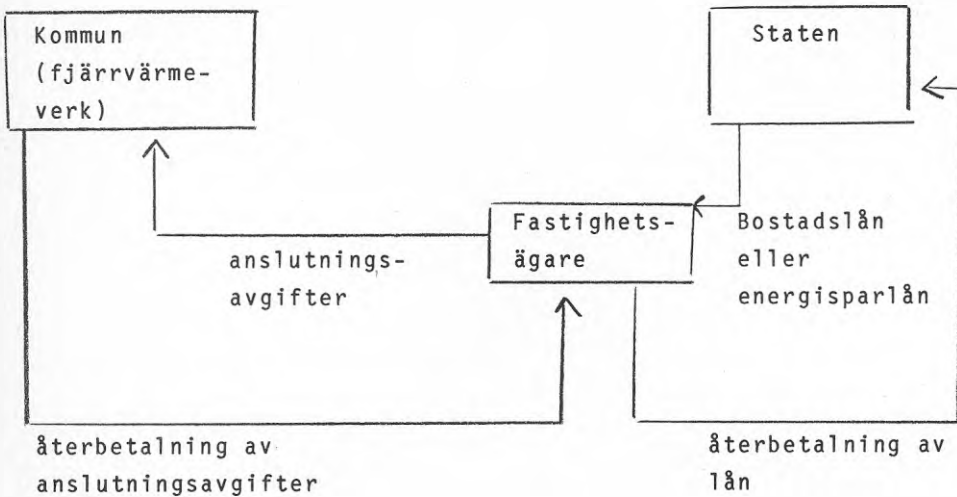 Kommun
(fjärrvärme-
verk)
Staten
Fastighets-
ägare
Bostadslån
eller
energisparlån
anslutnings-
avgifter
återbetalning av
anslutningsavgifter
återbetalning av
lån